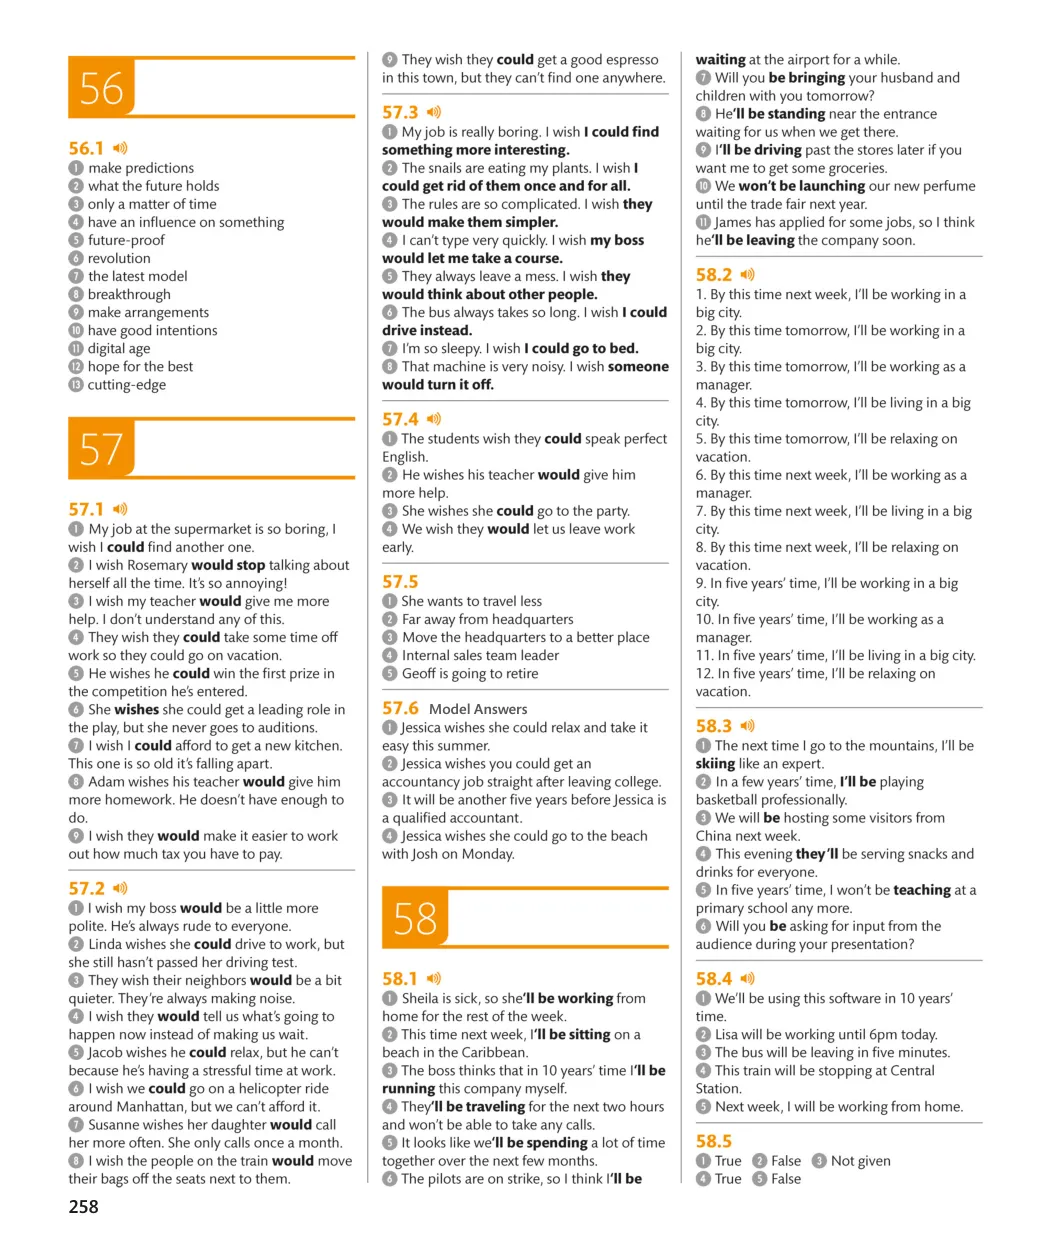 56
56.1
1 make predictions
2 what the future holds
3 only a matter of time
4 have an influence on something
5 future-proof
6 revolution
7 the latest model
8 breakthrough
9 make arrangements
10 have good intentions
11 digital age
12 hope for the best
13 cutting-edge
57
57.1
1 My job at the supermarket is so boring, I
wish I could find another one.
2 I wish Rosemary would stop talking about
herself all the time. It’s so annoying!
3 I wish my teacher would give me more
help. I don’t understand any of this.
4 They wish they could take some time off
work so they could go on vacation.
5 He wishes he could win the first prize in
the competition he’s entered.
6 She wishes she could get a leading role in
the play, but she never goes to auditions.
7 I wish I could afford to get a new kitchen.
This one is so old it’s falling apart.
8 Adam wishes his teacher would give him
more homework. He doesn’t have enough to
do.
9 I wish they would make it easier to work
out how much tax you have to pay.
57.2
1 I wish my boss would be a little more
polite. He’s always rude to everyone.
2 Linda wishes she could drive to work, but
she still hasn’t passed her driving test.
3 They wish their neighbors would be a bit
quieter. They’re always making noise.
4 I wish they would tell us what’s going to
happen now instead of making us wait.
5 Jacob wishes he could relax, but he can’t
because he’s having a stressful time at work.
6 I wish we could go on a helicopter ride
around Manhattan, but we can’t afford it.
7 Susanne wishes her daughter would call
her more often. She only calls once a month.
8 I wish the people on the train would move
their bags off the seats next to them.
9 They wish they could get a good espresso
in this town, but they can’t find one anywhere.
57.3
1 My job is really boring. I wish I could find
something more interesting.
2 The snails are eating my plants. I wish I
could get rid of them once and for all.
3 The rules are so complicated. I wish they
would make them simpler.
4 I can’t type very quickly. I wish my boss
would let me take a course.
5 They always leave a mess. I wish they
would think about other people.
6 The bus always takes so long. I wish I could
drive instead.
7 I’m so sleepy. I wish I could go to bed.
8 That machine is very noisy. I wish someone
would turn it off.
57.4
1 The students wish they could speak perfect
English.
2 He wishes his teacher would give him
more help.
3 She wishes she could go to the party.
4 We wish they would let us leave work
early.
57.5
1 She wants to travel less
2 Far away from headquarters
3 Move the headquarters to a better place
4 Internal sales team leader
5 Geoff is going to retire
57.6 Model Answers
1 Jessica wishes she could relax and take it
easy this summer.
2 Jessica wishes you could get an
accountancy job straight after leaving college.
3 It will be another five years before Jessica is
a qualified accountant.
4 Jessica wishes she could go to the beach
with Josh on Monday.
58
58.1
1 Sheila is sick, so she’ll be working from
home for the rest of the week.
2 This time next week, I’ll be sitting on a
beach in the Caribbean.
3 The boss thinks that in 10 years’ time I’ll be
running this company myself.
4 They’ll be traveling for the next two hours
and won’t be able to take any calls.
5 It looks like we’ll be spending a lot of time
together over the next few months.
6 The pilots are on strike, so I think I’ll be
waiting at the airport for a while.
7 Will you be bringing your husband and
children with you tomorrow?
8 He’ll be standing near the entrance
waiting for us when we get there.
9 I’ll be driving past the stores later if you
want me to get some groceries.
10 We won’t be launching our new perfume
until the trade fair next year.
11 James has applied for some jobs, so I think
he’ll be leaving the company soon.
58.2
1. By this time next week, I’ll be working in a
big city.
2. By this time tomorrow, I’ll be working in a
big city.
3. By this time tomorrow, I’ll be working as a
manager.
4. By this time tomorrow, I’ll be living in a big
city.
5. By this time tomorrow, I’ll be relaxing on
vacation.
6. By this time next week, I’ll be working as a
manager.
7. By this time next week, I’ll be living in a big
city.
8. By this time next week, I’ll be relaxing on
vacation.
9. In five years’ time, I’ll be working in a big
city.
10. In five years’ time, I’ll be working as a
manager.
11. In five years’ time, I’ll be living in a big city.
12. In five years’ time, I’ll be relaxing on
vacation.
58.3
1 The next time I go to the mountains, I’ll be
skiing like an expert.
2 In a few years’ time, I’ll be playing
basketball professionally.
3 We will be hosting some visitors from
China next week.
4 This evening they’ll be serving snacks and
drinks for everyone.
5 In five years’ time, I won’t be teaching at a
primary school any more.
6 Will you be asking for input from the
audience during your presentation?
58.4
1 We’ll be using this software in 10 years’
time.
2 Lisa will be working until 6pm today.
3 The bus will be leaving in five minutes.
4 This train will be stopping at Central
Station.
5 Next week, I will be working from home.
58.5
1 True 2 False 3 Not given
4 True 5 False
258